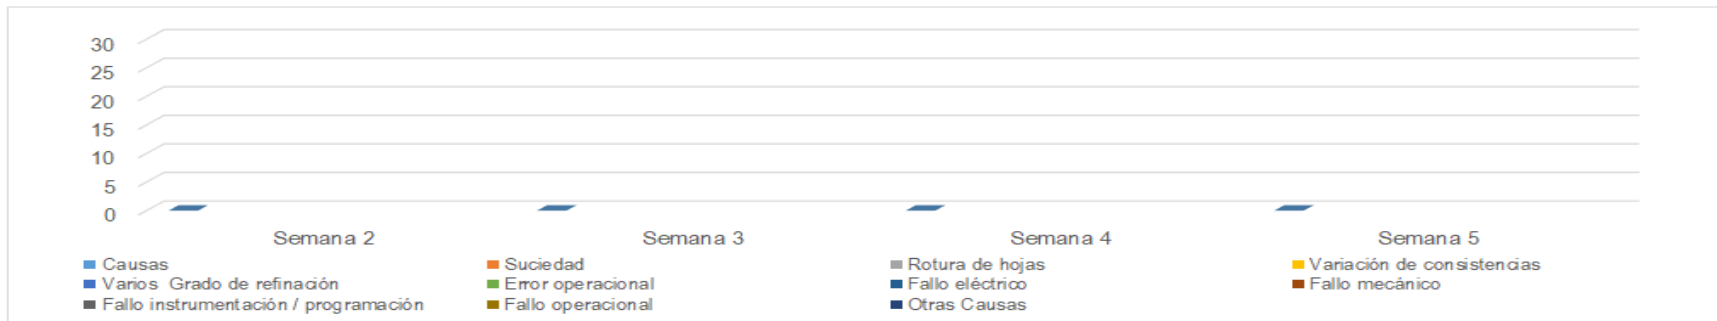 30
25
20
15
10
5
0
Semana 2 Semana 3 Semana 4 Semana 5
Causas Suciedad Rotura de hojas Variación de consistencias
Varios Grado de refinación Error operacional Fallo eléctrico Fallo mecánico
Fallo instrumentación / programación Fallo operacional Otras Causas